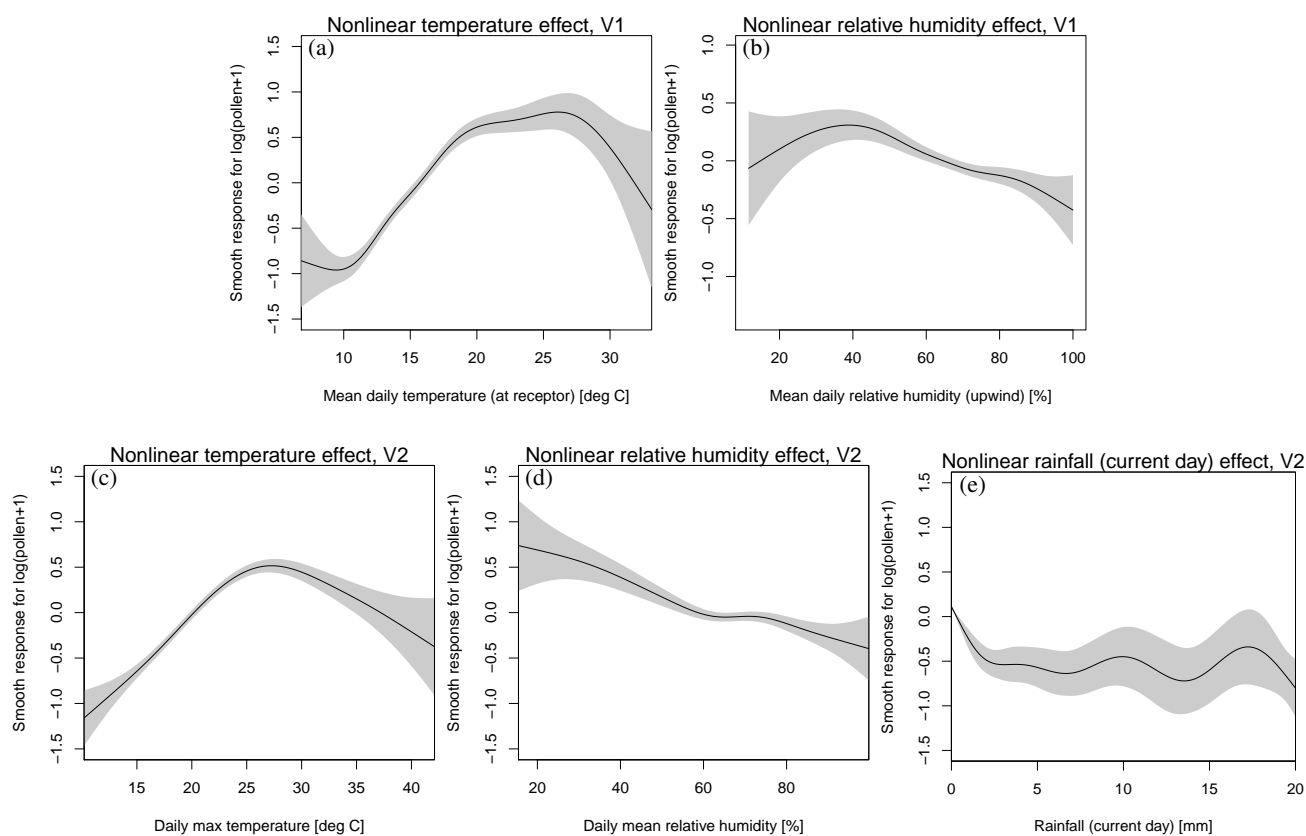 Nonlinear temperature effect, V1
(a)
Smooth response for log(pollen+1)
1.5
1.0
0.5
0.0
−0.5
−1.0
−1.5
10
15
20
25
30
Mean daily temperature (at receptor) [deg C]
Nonlinear relative humidity effect, V1
(b)
Smooth response for log(pollen+1)
1.0
0.5
0.0
−0.5
−1.0
20
40
60
80
100
Mean daily relative humidity (upwind) [%]
Nonlinear temperature effect, V2
(c)
Smooth response for log(pollen+1)
1.5
1.0
0.5
0.0
−0.5
−1.0
−1.5
15
20
25
30
35
40
Daily max temperature [deg C]
Nonlinear relative humidity effect, V2
(d)
Smooth response for log(pollen+1)
1.5
1.0
0.5
0.0
−0.5
−1.0
−1.5
20
40
60
80
Daily mean relative humidity [%]
Nonlinear rainfall (current day) effect, V2
(e)
Smooth response for log(pollen+1)
1.5
1.0
0.5
0.0
−0.5
−1.0
−1.5
0
5
10
15
20
Rainfall (current day) [mm]